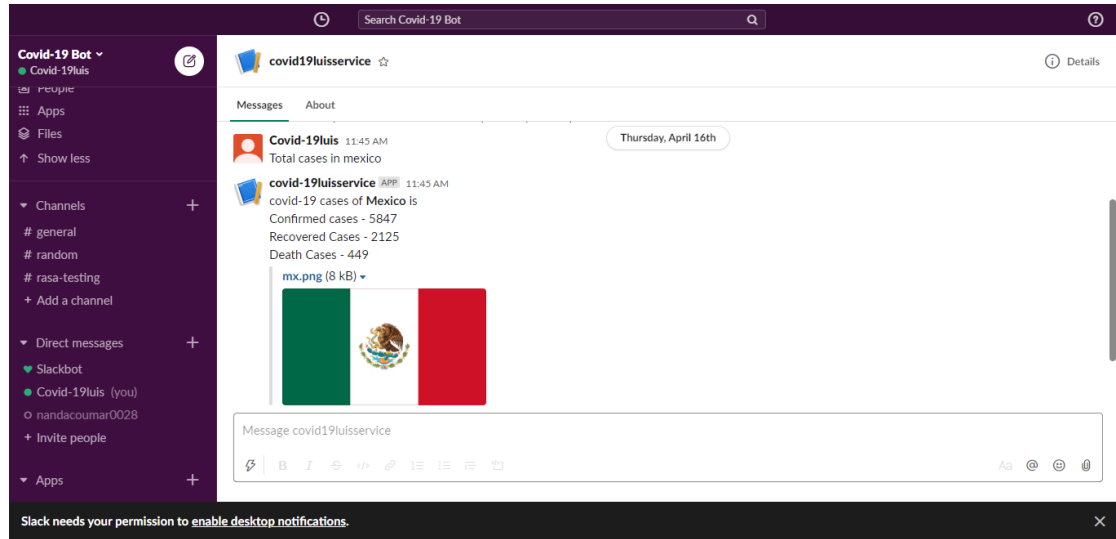 Search Covid-19 Bot
Covid-19 Bot
Covid-19luis
People
Apps
Files
Show less
Channels
# general
# random
# rasa-testing
+ Add a channel
Direct messages
Slackbot
Covid-19luis (you)
nandacoumar0028
+ Invite people
Apps
covid19luisservice
Details
Messages About
Thursday, April 16th
Covid-19luis 11:45 AM
Total cases in mexico
covid-19luisservice APP 11:45 AM
covid-19 cases of Mexico is
Confirmed cases - 5847
Recovered Cases - 2125
Death Cases - 449
mx.png (8 kB)
Message covid19luisservice
B I S </> Aa @
Slack needs your permission to enable desktop notifications.